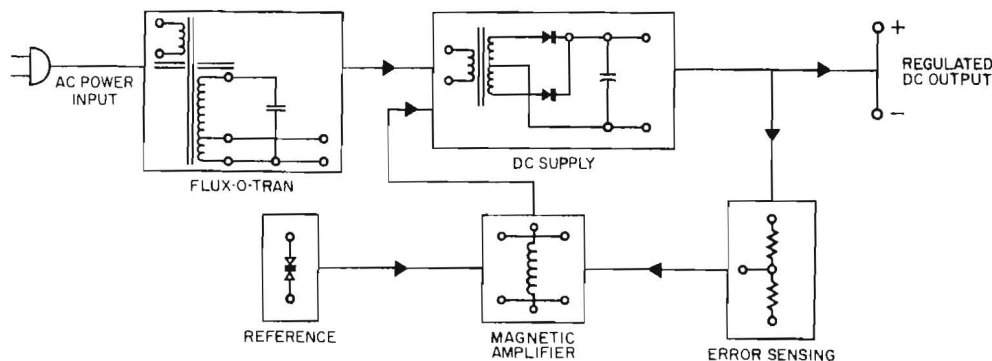 +
AC POWER
INPUT
REGULATED
DC OUTPUT
−
DC SUPPLY
FLUX-O-TRAN
REFERENCE
MAGNETIC
AMPLIFIER
ERROR SENSING